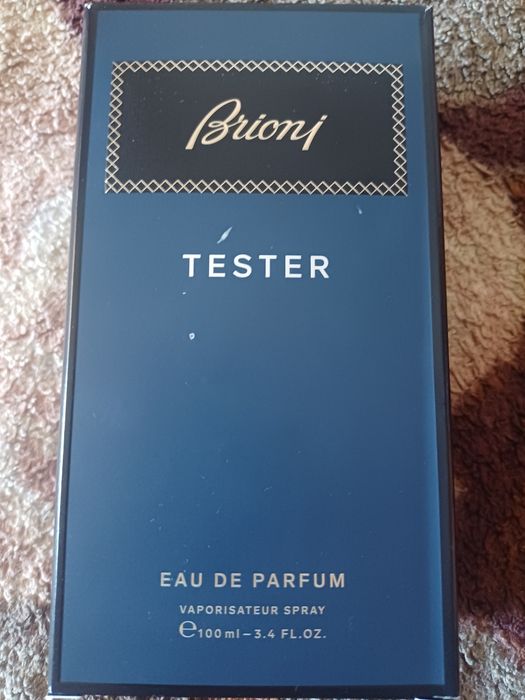 Brioni
TESTER
EAU DE PARFUM
VAPORISATEUR SPRAY
℮100 ml – 3.4 FL.OZ.